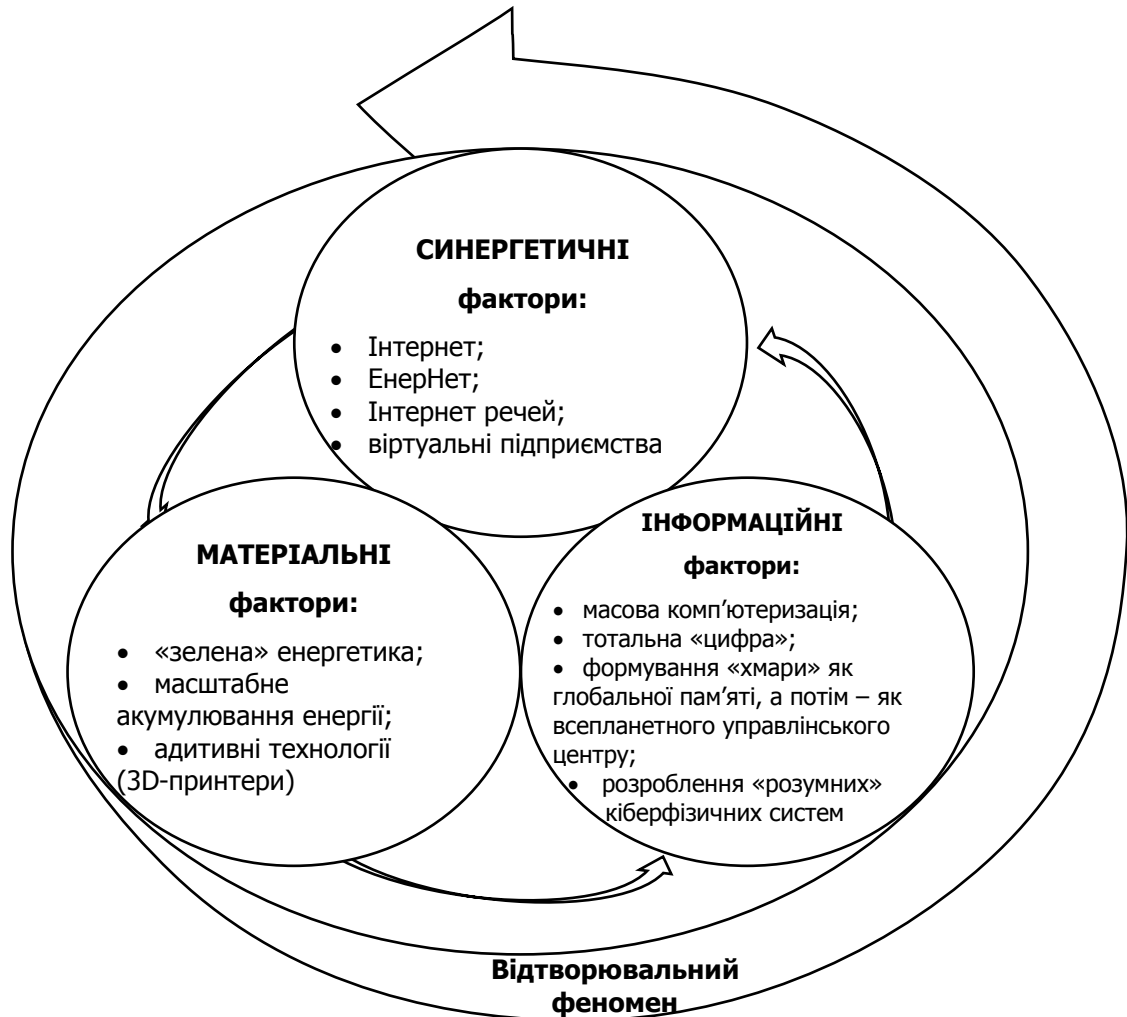 СИНЕРГЕТИЧНІ
фактори:
• Інтернет;
• ЕнерНет;
• Інтернет речей;
• віртуальні підприємства
МАТЕРІАЛЬНІ
фактори:
• «зелена» енергетика;
• масштабне
акумулювання енергії;
• адитивні технології
(3D-принтери)
ІНФОРМАЦІЙНІ
фактори:
• масова комп’ютеризація;
• тотальна «цифра»;
• формування «хмари» як
глобальної пам’яті, а потім – як
всепланетного управлінського
центру;
• розроблення «розумних»
кіберфізичних систем
Відтворювальний
феномен